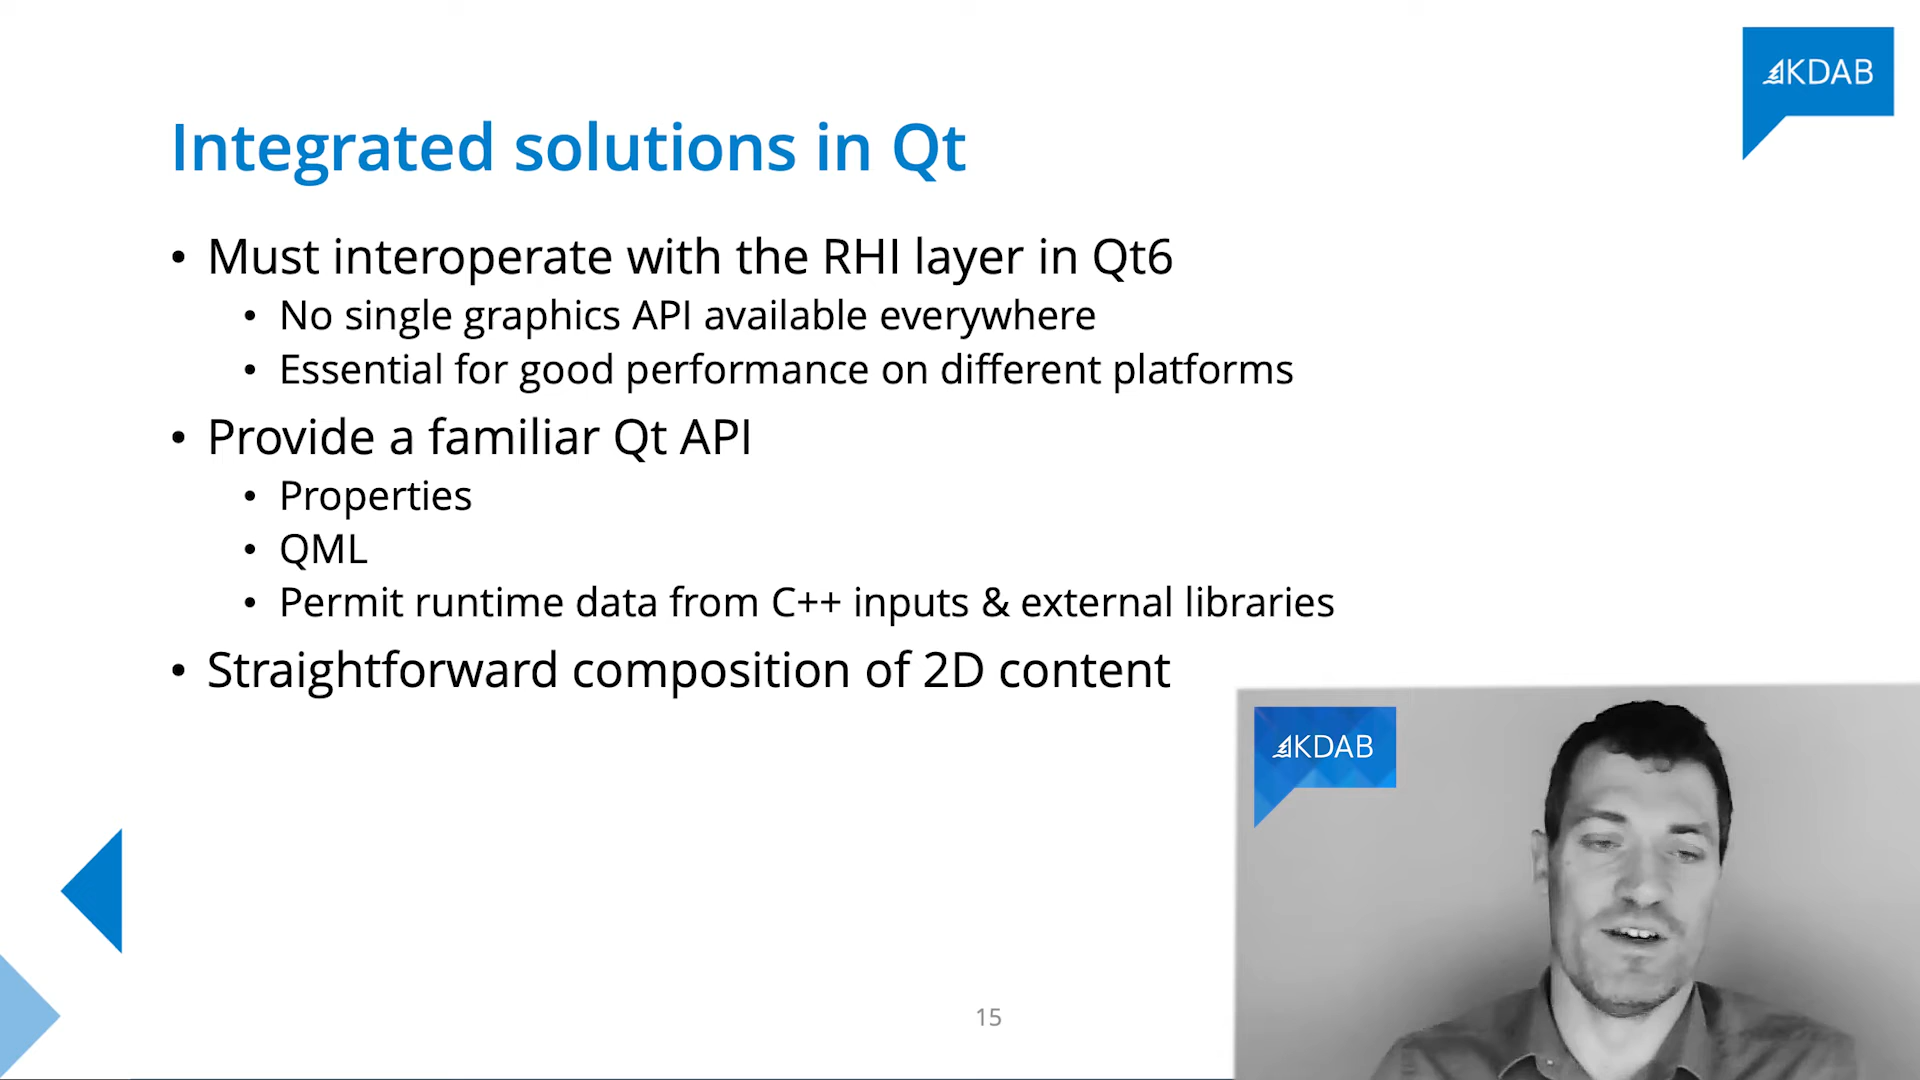 KDAB
Integrated solutions in Qt
• Must interoperate with the RHI layer in Qt6
• No single graphics API available everywhere
• Essential for good performance on different platforms
• Provide a familiar Qt API
• Properties
• QML
• Permit runtime data from C++ inputs & external libraries
• Straightforward composition of 2D content
KDAB
15